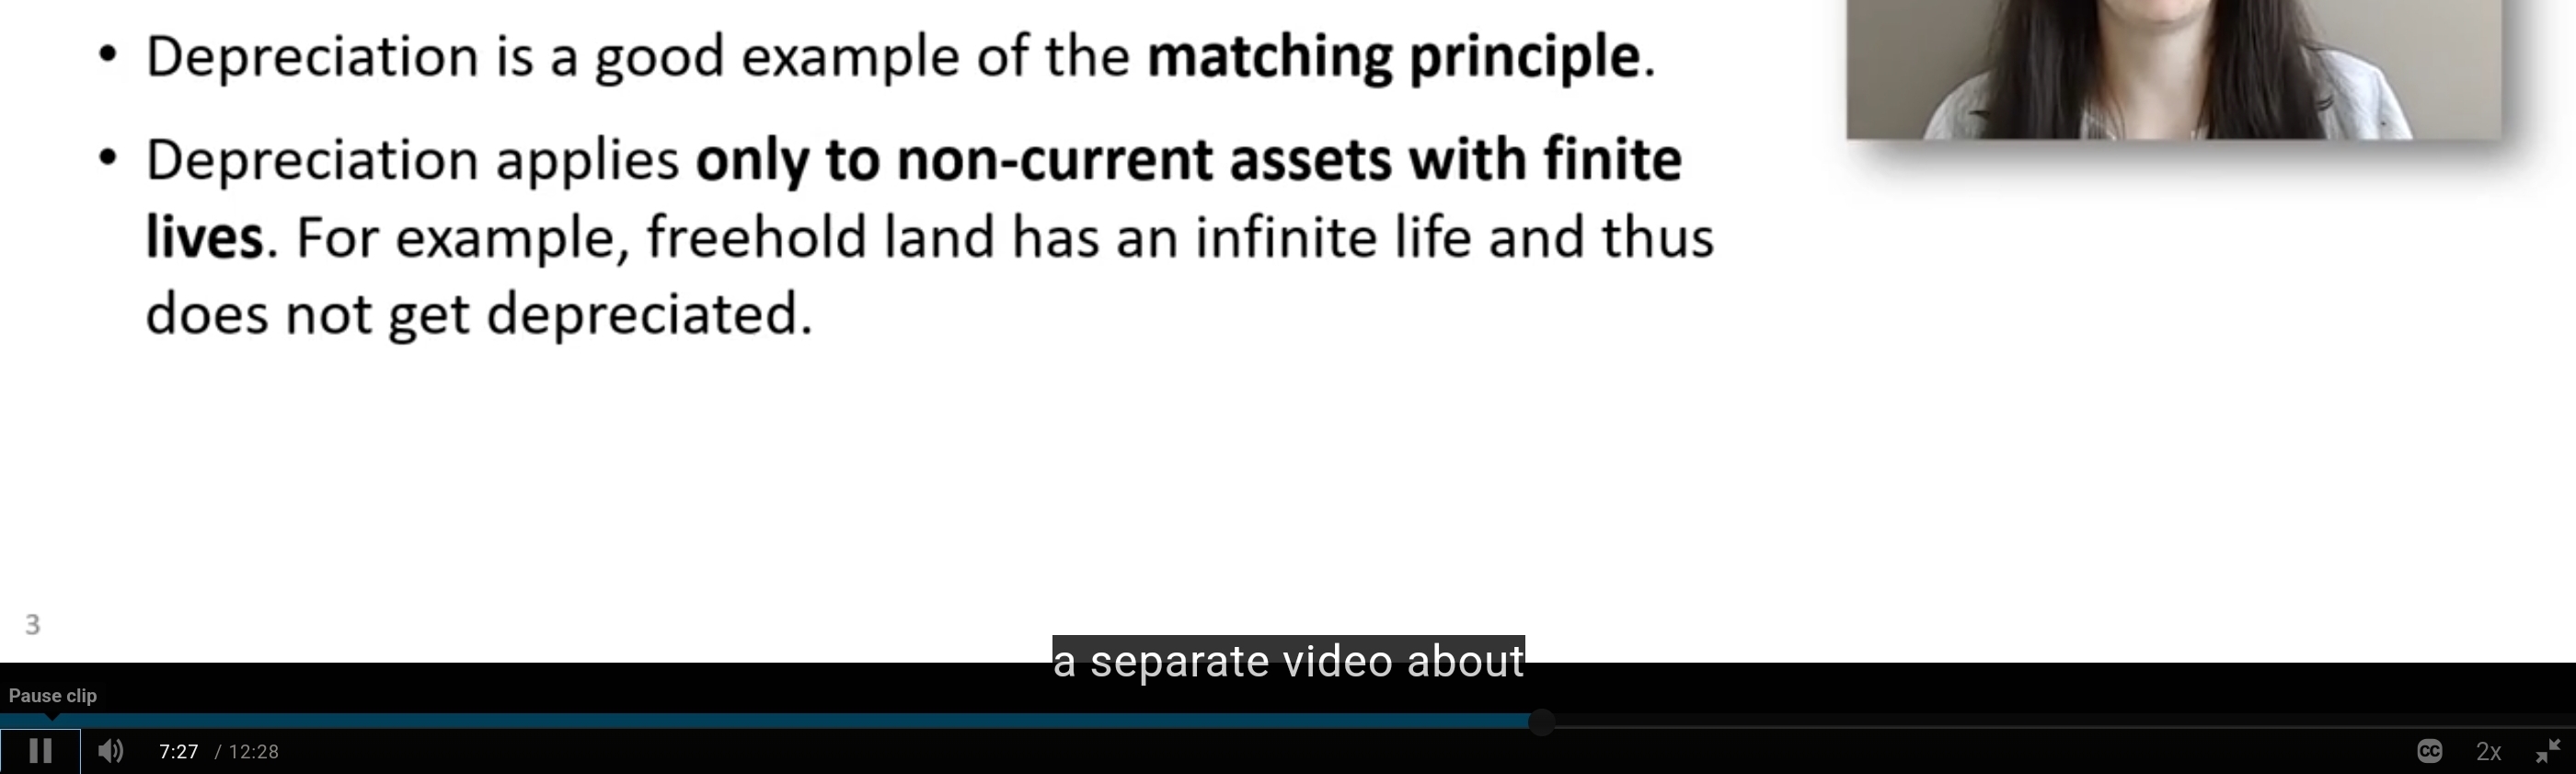 • Depreciation is a good example of the matching principle.
• Depreciation applies only to non-current assets with finite
lives. For example, freehold land has an infinite life and thus
does not get depreciated.
3
a separate video about
Pause clip
7:27 / 12:28
CC
2x